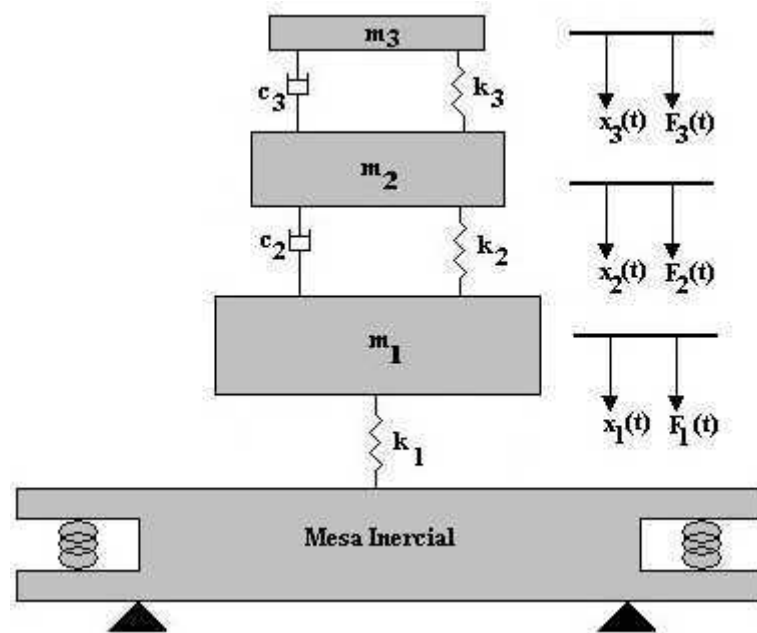 m3
c3
k3
x3(t) F3(t)
m2
c2
k2
x2(t) F2(t)
m1
x1(t) F1(t)
k1
Mesa Inercial